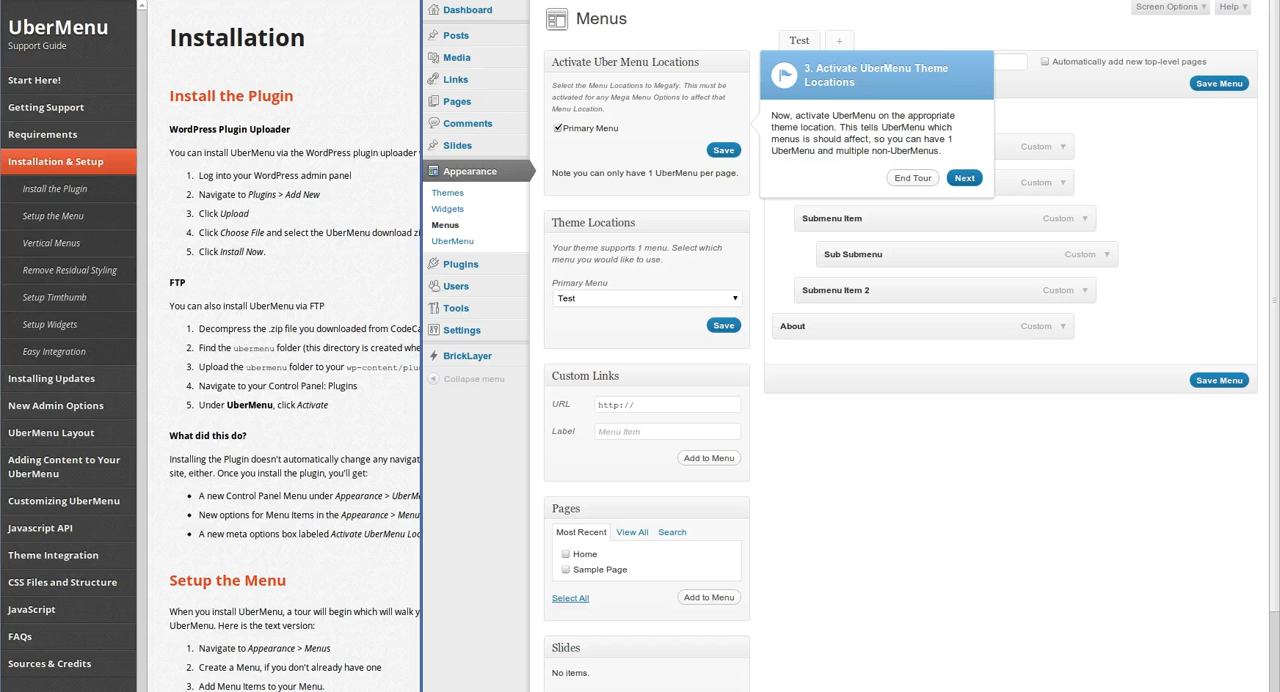 UberMenu
Support Guide
Start Here!
Getting Support
Requirements
Installation & Setup
Install the Plugin
Setup the Menu
Vertical Menus
Remove Residual Styling
Setup Timthumb
Setup Widgets
Easy Integration
Installing Updates
New Admin Options
UberMenu Layout
Adding Content to Your
UberMenu
Customizing UberMenu
Javascript API
Theme Integration
CSS Files and Structure
JavaScript
FAQs
Sources & Credits
Installation
Install the Plugin
WordPress Plugin Uploader
You can install UberMenu via the WordPress plugin uploader
1. Log into your WordPress admin panel
2. Navigate to Plugins > Add New
3. Click Upload
4. Click Choose File and select the UberMenu download
5. Click Install Now.
FTP
You can also install UberMenu via FTP
1. Decompress the .zip file you downloaded from
2. Find the ubermenu folder (this directory is created
3. Upload the ubermenu folder to your
4. Navigate to your Control Panel: Plugins
5. Under UberMenu, click Activate
What did this do?
Installing the Plugin doesn't automatically change any
site, either. Once you install the plugin, you'll get:
• A new Control Panel Menu under Appearance >
• New options for Menu Items in the Appearance >
• A new meta options box labeled Activate UberMenu
Setup the Menu
When you install UberMenu, a tour will begin which will walk
UberMenu. Here is the text version:
1. Navigate to Appearance > Menus
2. Create a Menu, if you don't already have one
3. Add Menu Items to your Menu.
Dashboard
Posts
Media
Links
Pages
Comments
Slides
Appearance
Themes
Widgets
Menus
UberMenu
Plugins
Users
Tools
Settings
BrickLayer
Collapse menu
Screen Options
Help
Menus
Test
+
Activate Uber Menu Locations
Select the Menu Locations to Megafy. This must be
activated for any Mega Menu Options to affect that
Menu Location.
Primary Menu
Save
Note you can only have 1 UberMenu per page.
Theme Locations
Your theme supports 1 menu. Select which
menu you would like to use.
Primary Menu
Test
Save
Custom Links
URL
http://
Label
Menu Item
Add to Menu
Pages
Most Recent View All Search
Home
Sample Page
Select All
Add to Menu
Slides
No items.
3. Activate UberMenu Theme
Locations
Now, activate UberMenu on the appropriate
theme location. This tells UberMenu which
menus is should affect, so you can have 1
UberMenu and multiple non-UberMenus.
End Tour
Next
Automatically add new top-level pages
Save Menu
Custom
Custom
Submenu Item Custom
Sub Submenu Custom
Submenu Item 2 Custom
About Custom
Save Menu